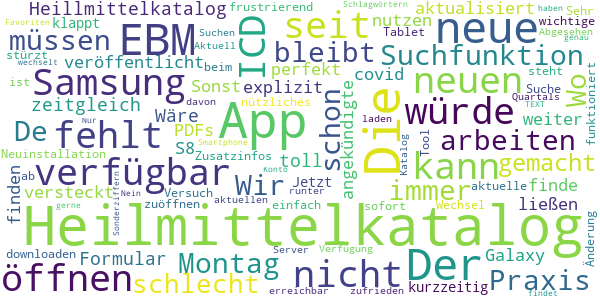 Heillmittelkatalog
frustrierend
Schlagwörtern
aktualisiert
haben
Favoriten
klappt
EBM
ICD
seit
nutzen
neue
Sehr
wichtige
müssen
Aktuell
Suchen
Tablet
Abgesehen
genau
stürzt
wechselt
veröffentlicht
beim
bleibt
Suchfunktion
ist
Samsung
Sonst
explizit
perfekt
covid
steht
Suche
funktioniert
zeitgleich
davon
nützliches
App
schon
angekündigte
Die
laden
neuen
Quartals
TEXT
Wo
De
fehlt
Wäre
PDFs
Nur
Smartphone
würde
weiter
Neuinstallation
S8
Zusatzinfos
toll
Katalog
Tool
arbeiten
ab
verfügbar
Wir
Jetzt
runter
kann
gemacht
finden
versteckt
Sonderziffern
Nein
Versuch
Konto
immer
aktuelle
finde
gerne
zuöffnen
aktuellen
einfach
sofort
Wechsel
ließen
Heilmittelkatalog
Änderung
downloaden
Montag
Server
Verfügung
Der
Galaxy
öffnen
Formular
schlecht
nicht
erreichbar
zufrieden
kurzzeitig
Praxis
findet